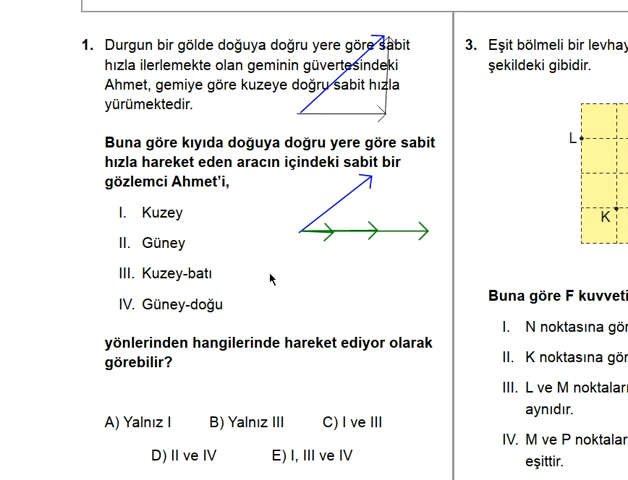 1. Durgun bir gölde doğuya doğru yere göre sabit
hızla ilerlemekte olan geminin güvertesindeki
Ahmet, gemiye göre kuzeye doğru sabit hızla
yürümektedir.
Buna göre kıyıda doğuya doğru yere göre sabit
hızla hareket eden aracın içindeki sabit bir
gözlemci Ahmet'i,
I. Kuzey
II. Güney
III. Kuzey-batı
IV. Güney-doğu
yönlerinden hangilerinde hareket ediyor olarak
görebilir?
A) Yalnız I B) Yalnız III C) I ve III
D) II ve IV E) I, III ve IV
3. Eşit bölmeli bir levhay
şekildeki gibidir.
L
K
Buna göre F kuvveti
I. N noktasına gör
II. K noktasına gör
III. L ve M noktaları
aynıdır.
IV. M ve P noktalar
eşittir.